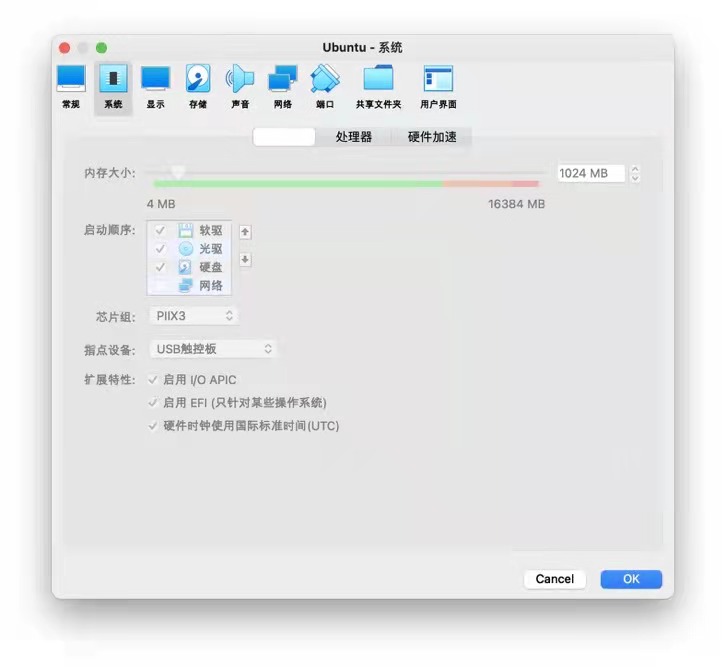 Ubuntu - 系统
常规 系统 显示 存储 声音 网络 端口 共享文件夹 用户界面
处理器 硬件加速
内存大小: 1024 MB
4 MB 16384 MB
启动顺序: 软驱
光驱
硬盘
网络
芯片组: PIIX3
指点设备: USB触控板
扩展特性: 启用 I/O APIC
启用 EFI (只针对某些操作系统)
硬件时钟使用国际标准时间(UTC)
Cancel OK